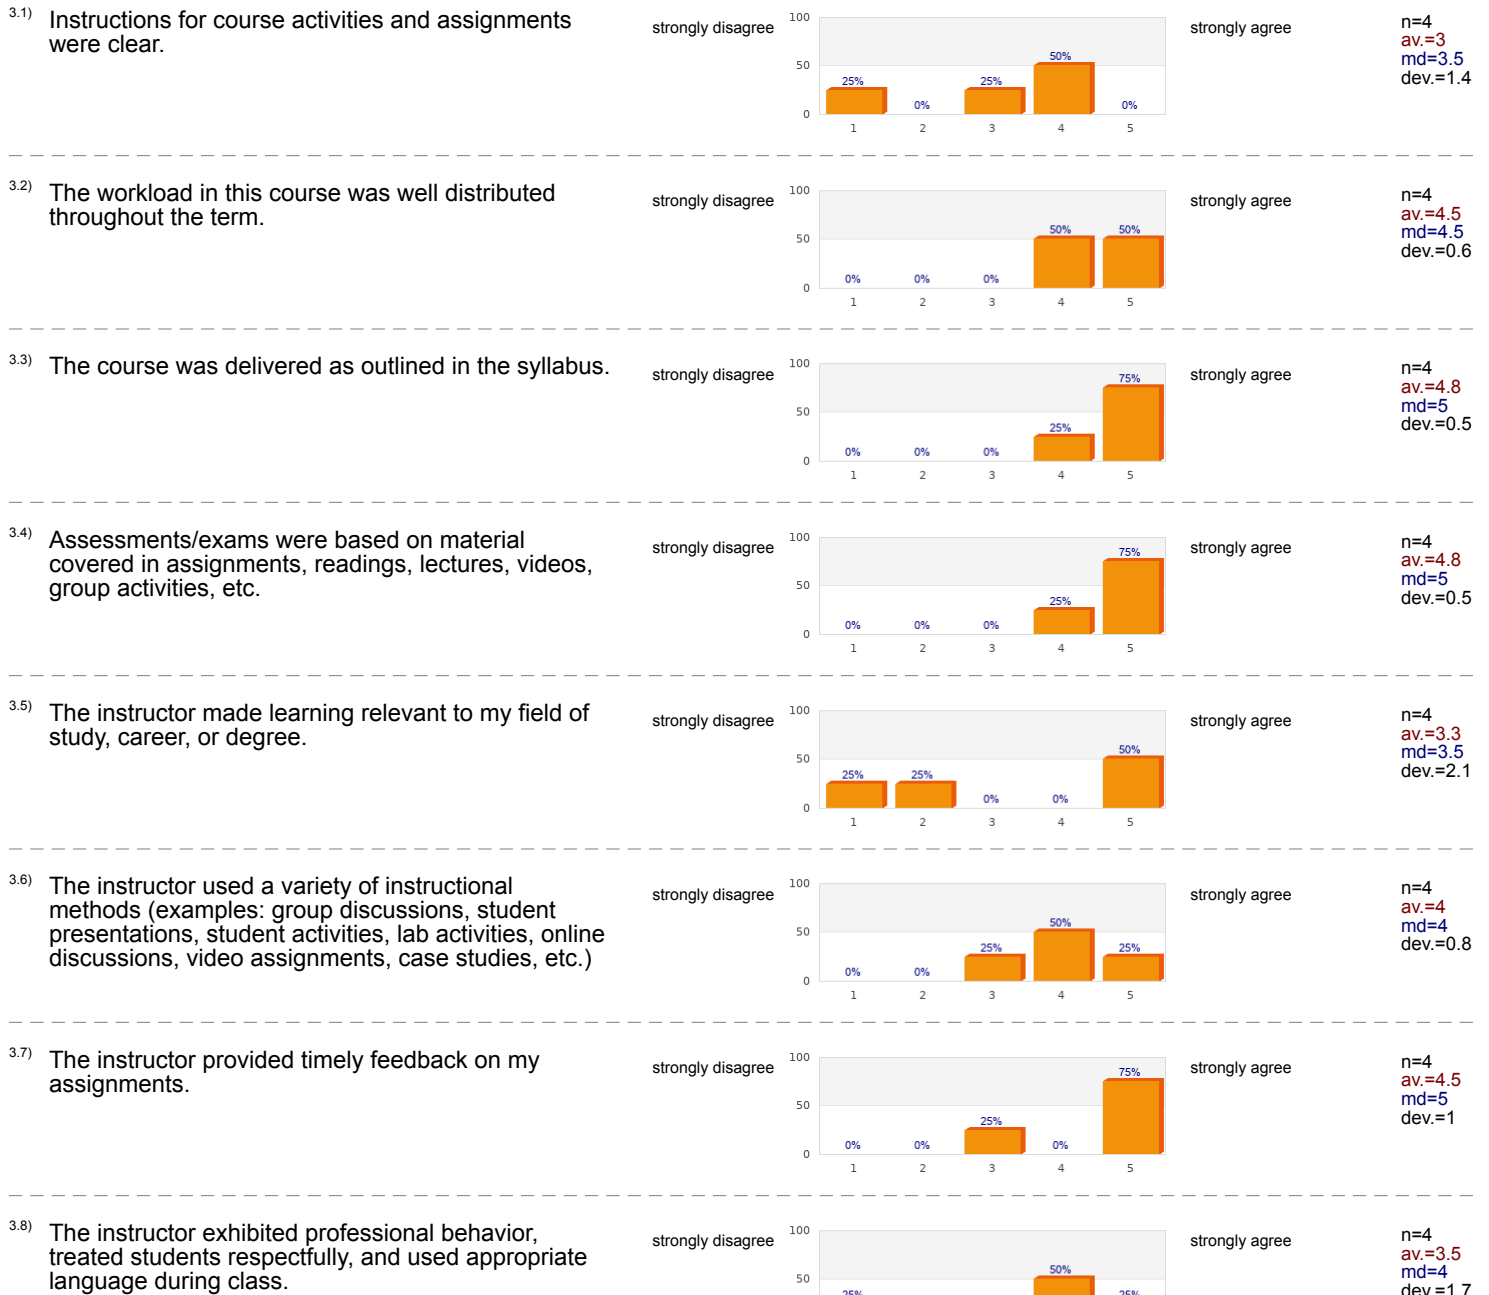 3.1) Instructions for course activities and assignments
were clear.
strongly disagree
100
50
0
25%
0%
25%
50%
0%
1 2 3 4 5
strongly agree
n=4
av.=3
md=3.5
dev.=1.4
3.2) The workload in this course was well distributed
throughout the term.
strongly disagree
100
50
0
0%
0%
0%
50%
50%
1 2 3 4 5
strongly agree
n=4
av.=4.5
md=4.5
dev.=0.6
3.3) The course was delivered as outlined in the syllabus.
strongly disagree
100
50
0
0%
0%
0%
25%
75%
1 2 3 4 5
strongly agree
n=4
av.=4.8
md=5
dev.=0.5
3.4) Assessments/exams were based on material
covered in assignments, readings, lectures, videos,
group activities, etc.
strongly disagree
100
50
0
0%
0%
0%
25%
75%
1 2 3 4 5
strongly agree
n=4
av.=4.8
md=5
dev.=0.5
3.5) The instructor made learning relevant to my field of
study, career, or degree.
strongly disagree
100
50
0
25%
25%
0%
0%
50%
1 2 3 4 5
strongly agree
n=4
av.=3.3
md=3.5
dev.=2.1
3.6) The instructor used a variety of instructional
methods (examples: group discussions, student
presentations, student activities, lab activities, online
discussions, video assignments, case studies, etc.)
strongly disagree
100
50
0
0%
0%
25%
50%
25%
1 2 3 4 5
strongly agree
n=4
av.=4
md=4
dev.=0.8
3.7) The instructor provided timely feedback on my
assignments.
strongly disagree
100
50
0
0%
0%
25%
0%
75%
1 2 3 4 5
strongly agree
n=4
av.=4.5
md=5
dev.=1
3.8) The instructor exhibited professional behavior,
treated students respectfully, and used appropriate
language during class.
strongly disagree
100
50
25%
50%
25%
strongly agree
n=4
av.=3.5
md=4
dev.=1.7